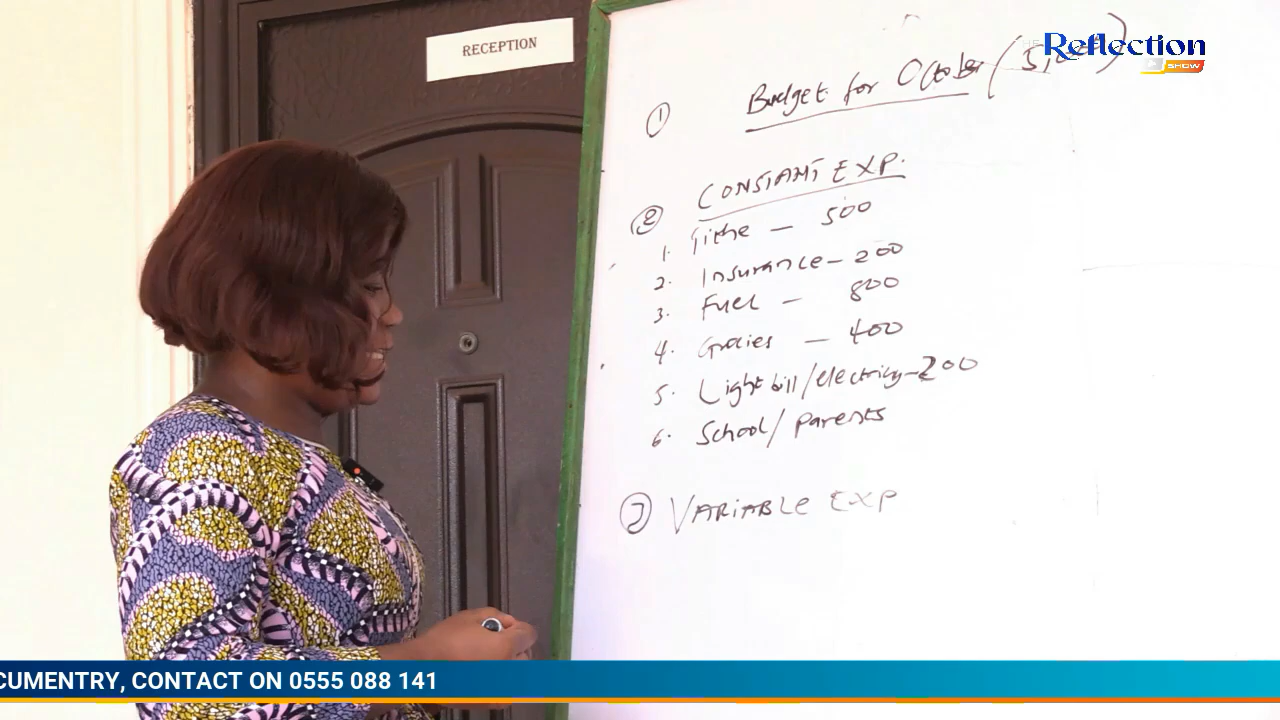 RECEPTION
Reflection
SHOW
① Budget for October (
② CONSTANT EXP.
1. Tithe – 500
2. Insurance – 200
3. Fuel – 800
4. Grocies – 400
5. Light bill/electricity – 200
6. School/parents
③ VARIABLE EXP
CUMENTRY, CONTACT ON 0555 088 141